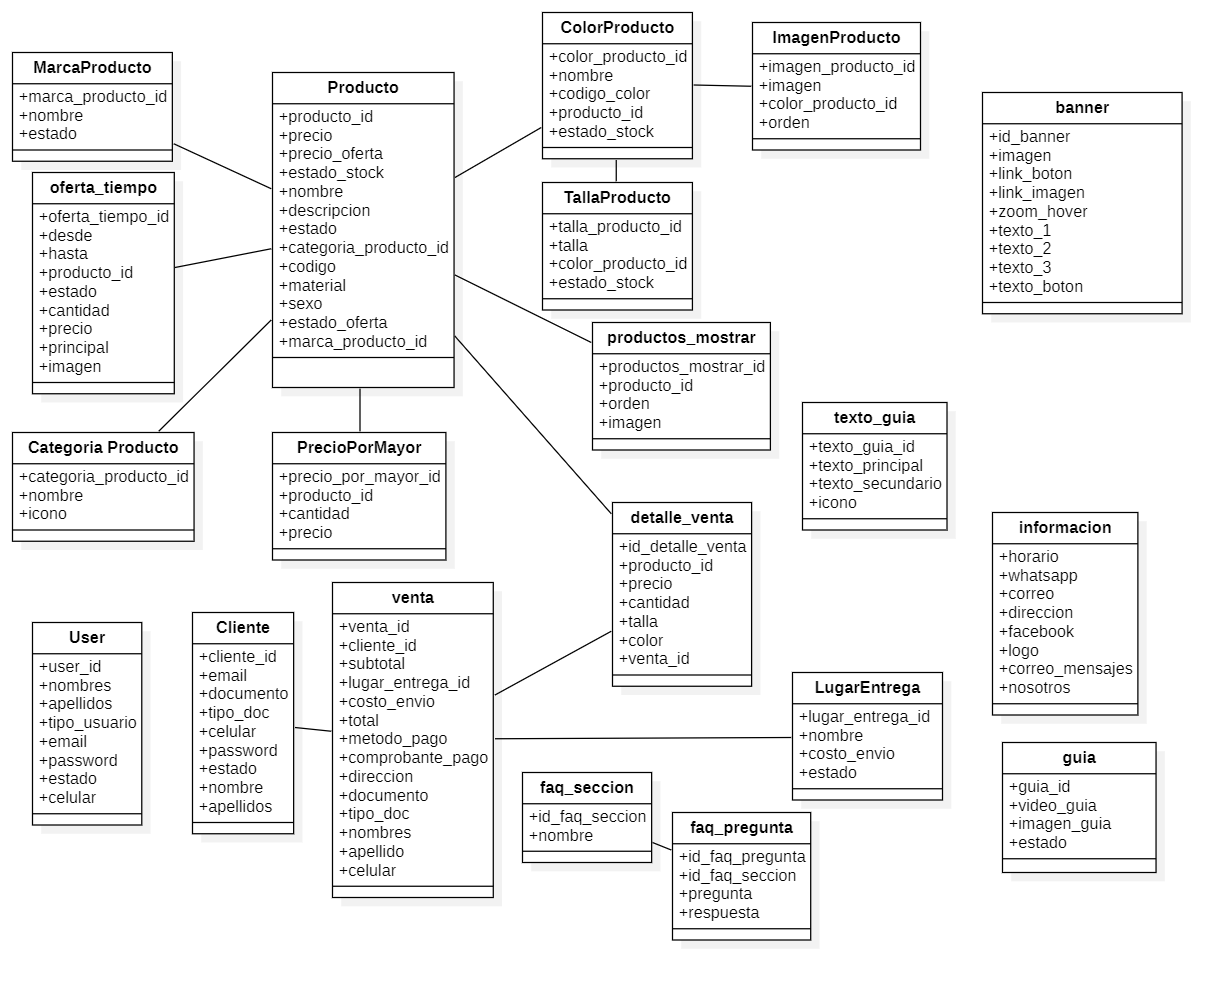 MarcaProducto
+marca_producto_id
+nombre
+estado
oferta_tiempo
+oferta_tiempo_id
+desde
+hasta
+producto_id
+estado
+cantidad
+precio
+principal
+imagen
Categoria Producto
+categoria_producto_id
+nombre
+icono
Producto
+producto_id
+precio
+precio_oferta
+estado_stock
+nombre
+descripcion
+estado
+categoria_producto_id
+codigo
+material
+sexo
+estado_oferta
+marca_producto_id
PrecioPorMayor
+precio_por_mayor_id
+producto_id
+cantidad
+precio
ColorProducto
+color_producto_id
+nombre
+codigo_color
+producto_id
+estado_stock
ImagenProducto
+imagen_producto_id
+imagen
+color_producto_id
+orden
TallaProducto
+talla_producto_id
+talla
+color_producto_id
+estado_stock
productos_mostrar
+productos_mostrar_id
+producto_id
+orden
+imagen
banner
+id_banner
+imagen
+link_boton
+link_imagen
+zoom_hover
+texto_1
+texto_2
+texto_3
+texto_boton
texto_guia
+texto_guia_id
+texto_principal
+texto_secundario
+icono
detalle_venta
+id_detalle_venta
+producto_id
+precio
+cantidad
+talla
+color
+venta_id
informacion
+horario
+whatsapp
+correo
+direccion
+facebook
+logo
+correo_mensajes
+nosotros
User
+user_id
+nombres
+apellidos
+tipo_usuario
+email
+password
+estado
+celular
Cliente
+cliente_id
+email
+documento
+tipo_doc
+celular
+password
+estado
+nombre
+apellidos
venta
+venta_id
+cliente_id
+subtotal
+lugar_entrega_id
+costo_envio
+total
+metodo_pago
+comprobante_pago
+direccion
+documento
+tipo_doc
+nombres
+apellido
+celular
LugarEntrega
+lugar_entrega_id
+nombre
+costo_envio
+estado
faq_seccion
+id_faq_seccion
+nombre
faq_pregunta
+id_faq_pregunta
+id_faq_seccion
+pregunta
+respuesta
guia
+guia_id
+video_guia
+imagen_guia
+estado